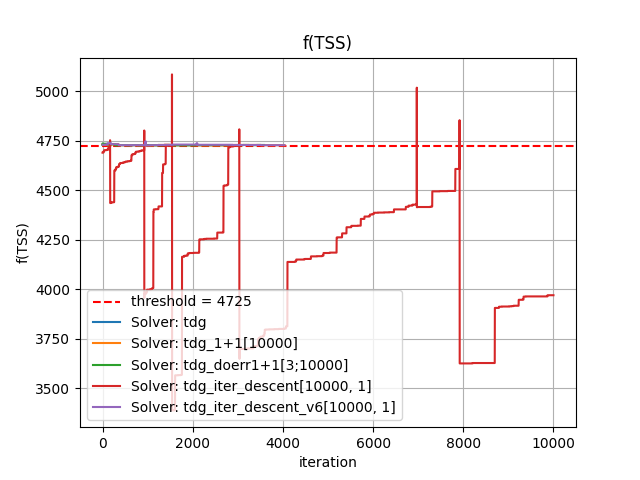 f(TSS)
f(TSS)
5000
4750
4500
4250
4000
3750
3500
threshold = 4725
Solver: tdg
Solver: tdg_1+1[10000]
Solver: tdg_doerr1+1[3;10000]
Solver: tdg_iter_descent[10000, 1]
Solver: tdg_iter_descent_v6[10000, 1]
0 2000 4000 6000 8000 10000
iteration